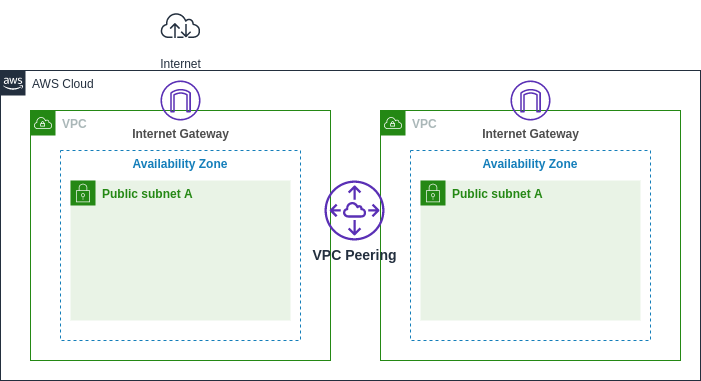 Internet
aws
AWS Cloud
VPC
VPC
Internet Gateway
Internet Gateway
Availability Zone
Availability Zone
Public subnet A
Public subnet A
VPC Peering